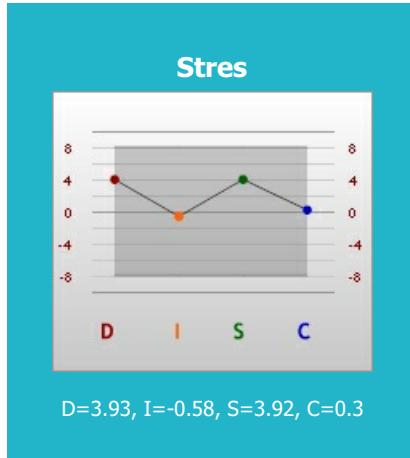 Stres
8 8
4 4
0 0
-4 -4
-8 -8
D I S C
D=3.93, I=-0.58, S=3.92, C=0.3